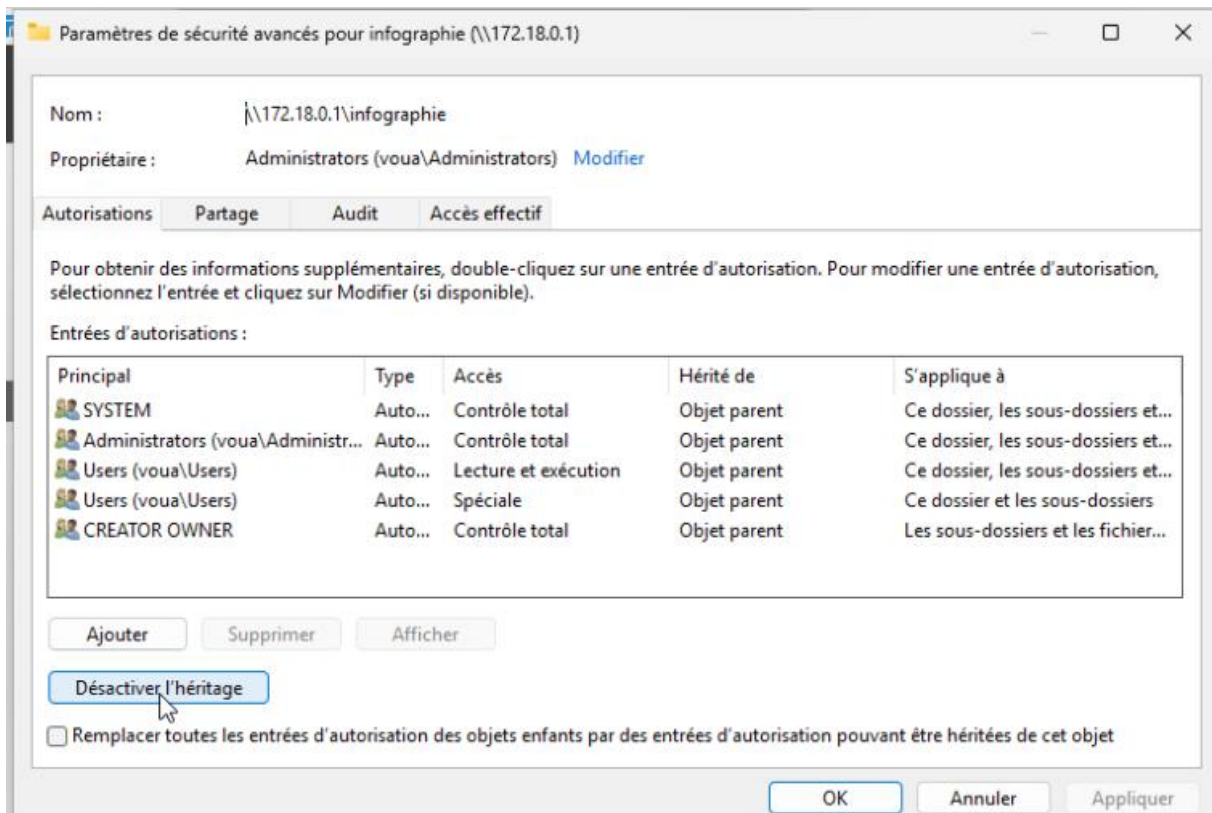 Paramètres de sécurité avancés pour infographie (\\172.18.0.1)
Nom : \\172.18.0.1\infographie
Propriétaire : Administrators (voua\Administrators) Modifier
Autorisations Partage Audit Accès effectif
Pour obtenir des informations supplémentaires, double-cliquez sur une entrée d'autorisation. Pour modifier une entrée d'autorisation,
sélectionnez l'entrée et cliquez sur Modifier (si disponible).
Entrées d'autorisations :
Principal Type Accès Hérité de S'applique à
SYSTEM Auto... Contrôle total Objet parent Ce dossier, les sous-dossiers et...
Administrators (voua\Administr... Auto... Contrôle total Objet parent Ce dossier, les sous-dossiers et...
Users (voua\Users) Auto... Lecture et exécution Objet parent Ce dossier, les sous-dossiers et...
Users (voua\Users) Auto... Spéciale Objet parent Ce dossier et les sous-dossiers
CREATOR OWNER Auto... Contrôle total Objet parent Les sous-dossiers et les fichier...
Ajouter Supprimer Afficher
Désactiver l'héritage
Remplacer toutes les entrées d'autorisation des objets enfants par des entrées d'autorisation pouvant être héritées de cet objet
OK Annuler Appliquer